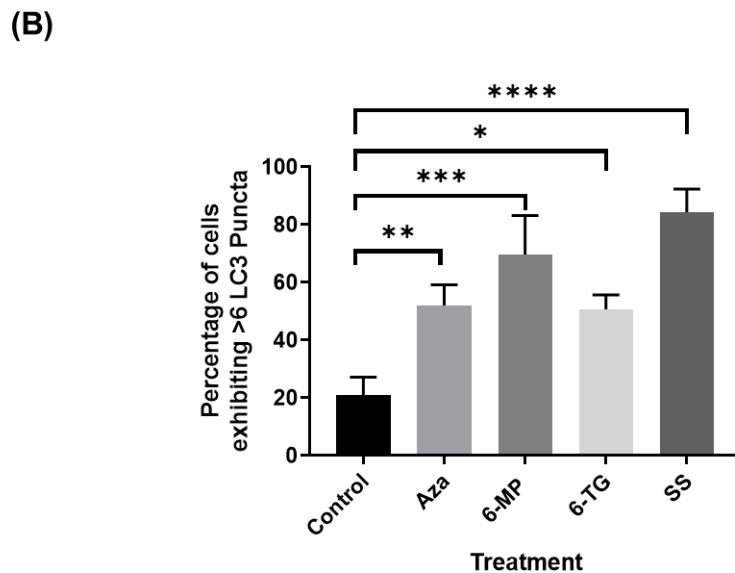 (B)
****
*
***
**
Percentage of cells
exhibiting >6 LC3 Puncta
100
80
60
40
20
0
Control
Aza
6-MP
6-TG
SS
Treatment